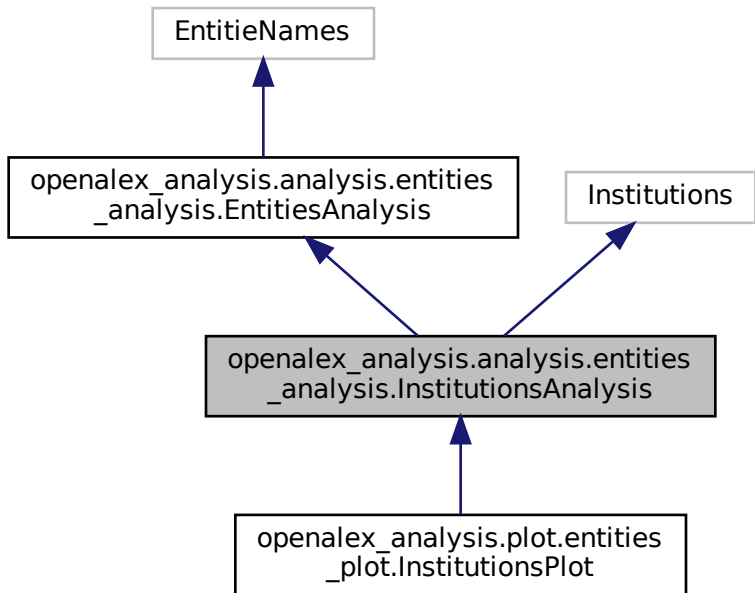 EntitieNames
openalex_analysis.analysis.entities
_analysis.EntitiesAnalysis
Institutions
openalex_analysis.analysis.entities
_analysis.InstitutionsAnalysis
openalex_analysis.plot.entities
_plot.InstitutionsPlot